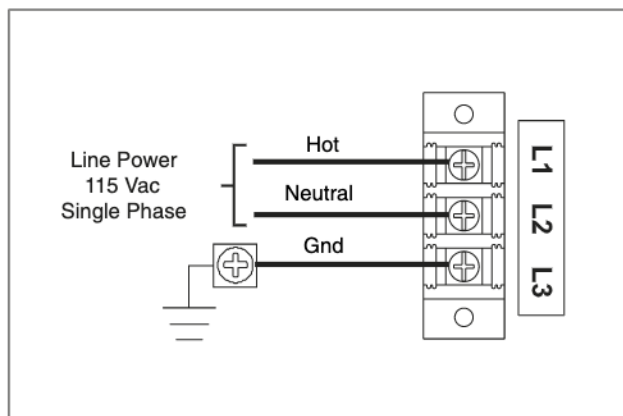 Line Power
115 Vac
Single Phase
Hot
Neutral
Gnd
L1
L2
L3